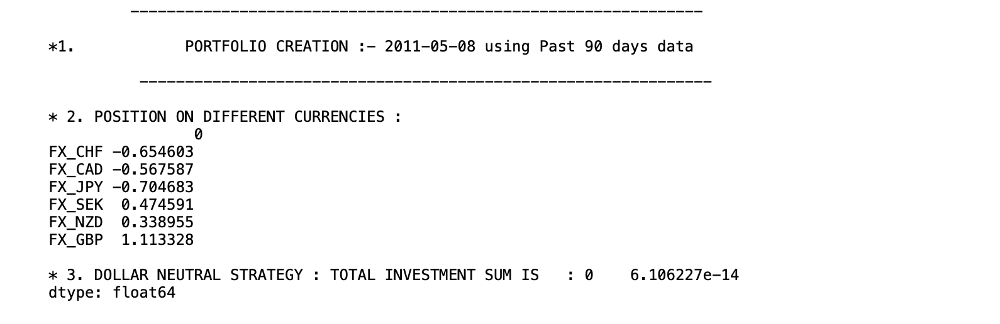 ---------------------------------------------------------------
*1. PORTFOLIO CREATION :- 2011-05-08 using Past 90 days data
---------------------------------------------------------------
* 2. POSITION ON DIFFERENT CURRENCIES :
0
FX_CHF -0.654603
FX_CAD -0.567587
FX_JPY -0.704683
FX_SEK 0.474591
FX_NZD 0.338955
FX_GBP 1.113328
* 3. DOLLAR NEUTRAL STRATEGY : TOTAL INVESTMENT SUM IS : 0 6.106227e-14
dtype: float64